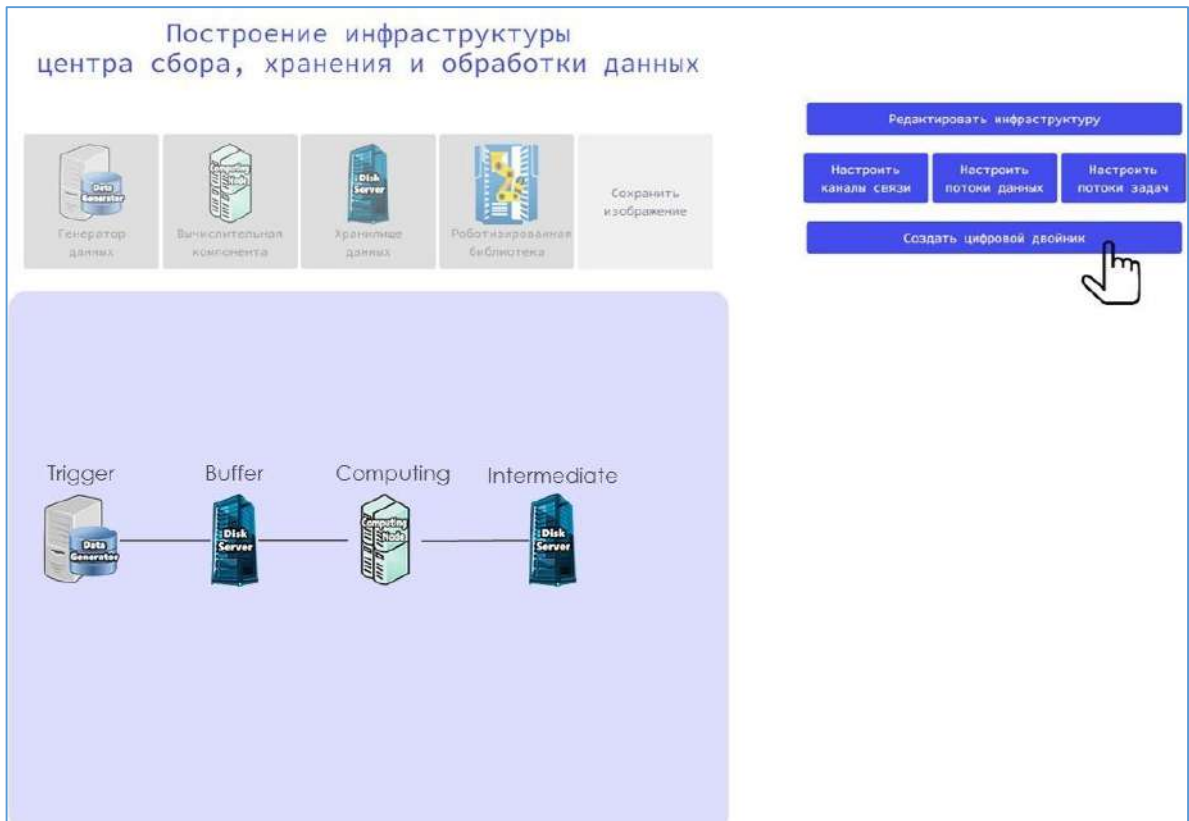 Построение инфраструктуры
центра сбора, хранения и обработки данных
Редактировать инфраструктуру
Настроить
каналы связи
Настроить
потоки данных
Настроить
потоки задач
Создать цифровой двойник
Data
Generator
Генератор
данных
Вычислительная
компонента
Disk
Server
Хранилище
данных
Роботизированная
библиотека
Сохранить
изображение
Trigger
Buffer
Computing
Intermediate
Data
Generator
Disk
Server
Computing
Node
Disk
Server